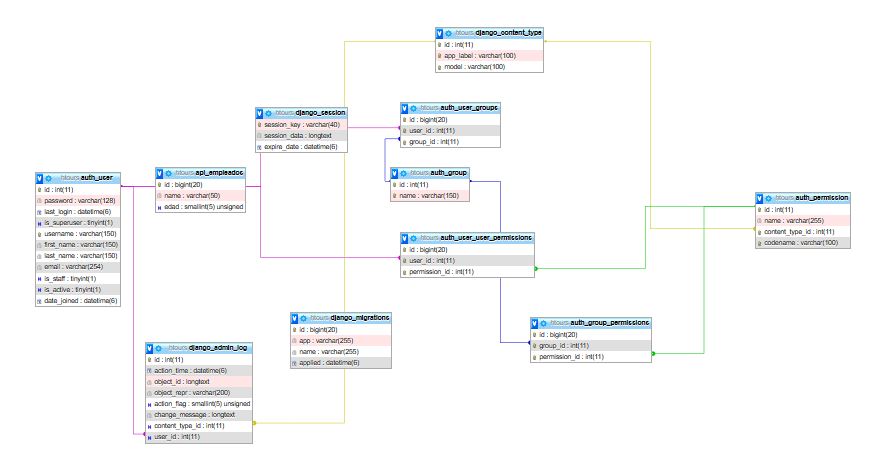 htours django_content_type
id : int(11)
app_label : varchar(100)
model : varchar(100)
htours django_session
session_key : varchar(40)
session_data : longtext
expire_date : datetime(6)
htours auth_user_groups
id : bigint(20)
user_id : int(11)
group_id : int(11)
htours auth_user
id : int(11)
password : varchar(128)
last_login : datetime(6)
is_superuser : tinyint(1)
username : varchar(150)
first_name : varchar(150)
last_name : varchar(150)
email : varchar(254)
is_staff : tinyint(1)
is_active : tinyint(1)
date_joined : datetime(6)
htours api_empleados
id : bigint(20)
name : varchar(50)
edad : smallint(5) unsigned
htours auth_group
id : int(11)
name : varchar(150)
htours auth_permission
id : int(11)
name : varchar(255)
content_type_id : int(11)
codename : varchar(100)
htours auth_user_user_permissions
id : bigint(20)
user_id : int(11)
permission_id : int(11)
htours django_migrations
id : bigint(20)
app : varchar(255)
name : varchar(255)
applied : datetime(6)
htours auth_group_permissions
id : bigint(20)
group_id : int(11)
permission_id : int(11)
htours django_admin_log
id : int(11)
action_time : datetime(6)
object_id : longtext
object_repr : varchar(200)
action_flag : smallint(5) unsigned
change_message : longtext
content_type_id : int(11)
user_id : int(11)